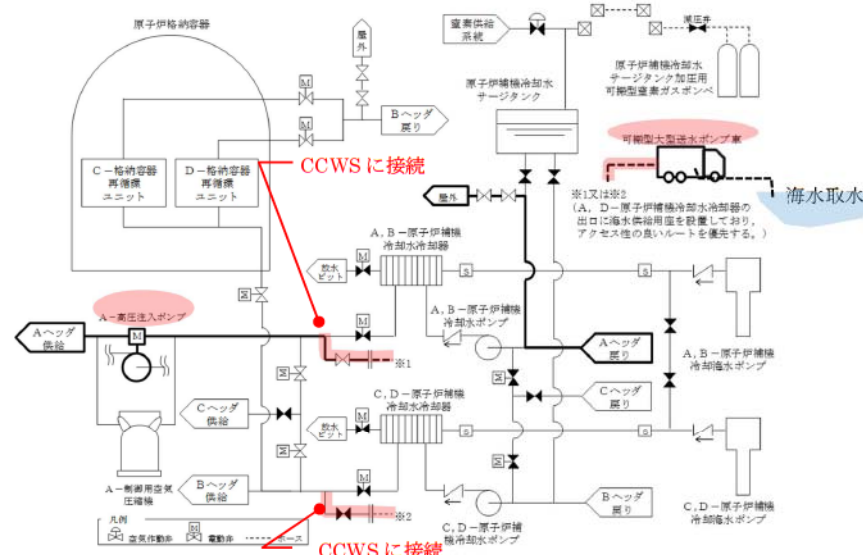 原子炉格納容器
屋外
窒素供給
系統
減圧弁
原子炉補機冷却水
サージタンク
原子炉補機冷却水
サージタンク加圧用
可搬型窒素ガスボンベ
M
M
Bヘッダ
戻り
C－格納容器
再循環
ユニット
D－格納容器
再循環
ユニット
CCWSに接続
可搬型大型送水ポンプ車
海水取水
屋外
※1又は※2
(A, D－原子炉補機冷却水冷却器の
出口に海水供給用座を設置しており,
アクセス性の良いルートを優先する。)
A, B－原子炉補機
冷却水冷却器
放水
ピット
M
S
S
M
A－高圧注入ポンプ
Aヘッダ
供給
M
M
※1
A, B－原子炉補機
冷却水ポンプ
Aヘッダ
戻り
A, B－原子炉補機
冷却海水ポンプ
M
M
Cヘッダ
供給
Cヘッダ
戻り
C, D－原子炉補機
冷却水冷却器
放水
ピット
M
S
S
M
M
A－制御用空気
圧縮機
Bヘッダ
供給
M
※2
Bヘッダ
戻り
C, D－原子炉補
機冷却水ポンプ
C, D－原子炉補機
冷却海水ポンプ
凡例
空気作動弁
M
電動弁
ホース
CCWSに接続